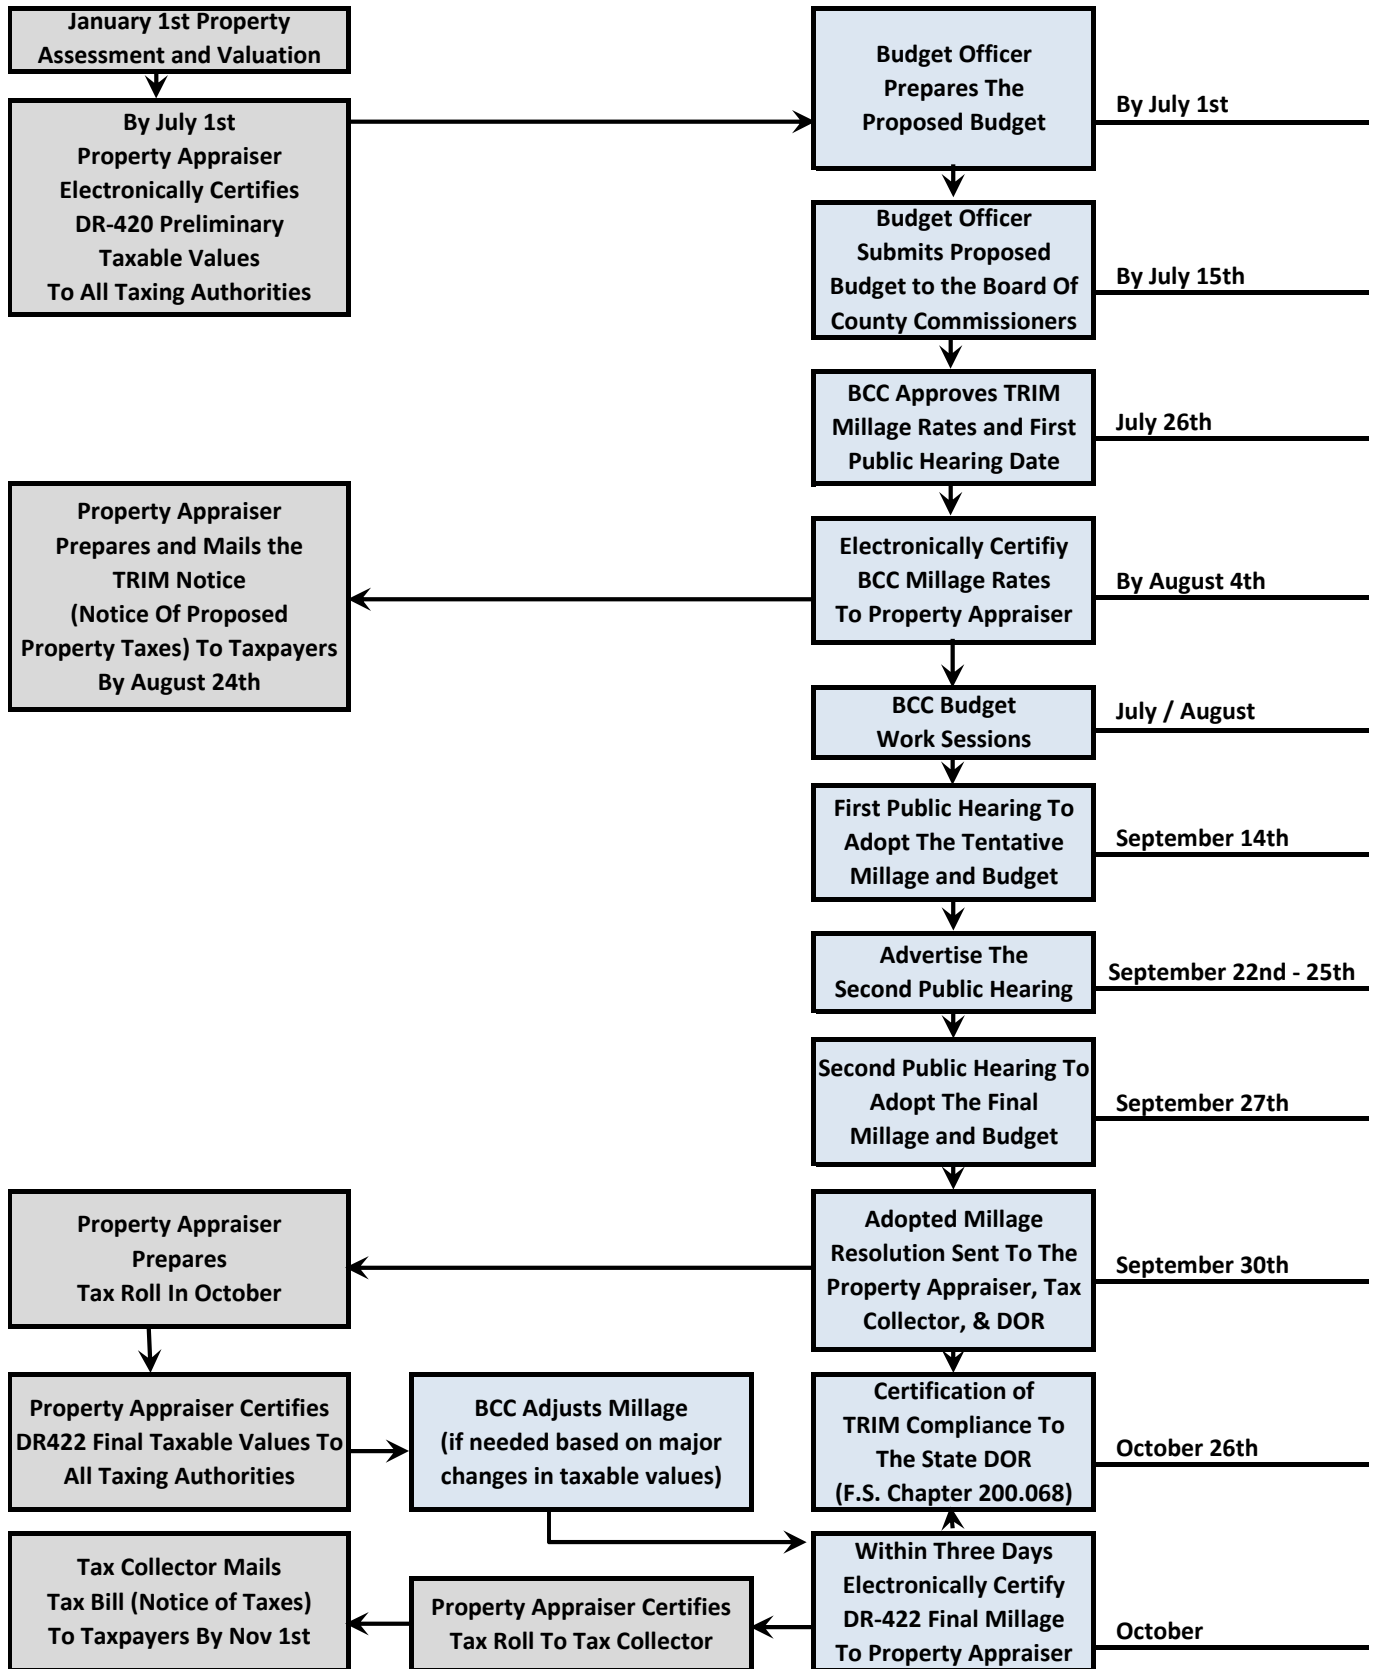 January 1st Property
Assessment and Valuation
By July 1st
Property Appraiser
Electronically Certifies
DR-420 Preliminary
Taxable Values
To All Taxing Authorities
Budget Officer
Prepares The
Proposed Budget
By July 1st
Budget Officer
Submits Proposed
Budget to the Board Of
County Commissioners
By July 15th
BCC Approves TRIM
Millage Rates and First
Public Hearing Date
July 26th
Property Appraiser
Prepares and Mails the
TRIM Notice
(Notice Of Proposed
Property Taxes) To Taxpayers
By August 24th
Electronically Certifiy
BCC Millage Rates
To Property Appraiser
By August 4th
BCC Budget
Work Sessions
July / August
First Public Hearing To
Adopt The Tentative
Millage and Budget
September 14th
Advertise The
Second Public Hearing
September 22nd - 25th
Second Public Hearing To
Adopt The Final
Millage and Budget
September 27th
Property Appraiser
Prepares
Tax Roll In October
Adopted Millage
Resolution Sent To The
Property Appraiser, Tax
Collector, & DOR
September 30th
Property Appraiser Certifies
DR422 Final Taxable Values To
All Taxing Authorities
BCC Adjusts Millage
(if needed based on major
changes in taxable values)
Certification of
TRIM Compliance To
The State DOR
(F.S. Chapter 200.068)
October 26th
Tax Collector Mails
Tax Bill (Notice of Taxes)
To Taxpayers By Nov 1st
Property Appraiser Certifies
Tax Roll To Tax Collector
Within Three Days
Electronically Certify
DR-422 Final Millage
To Property Appraiser
October